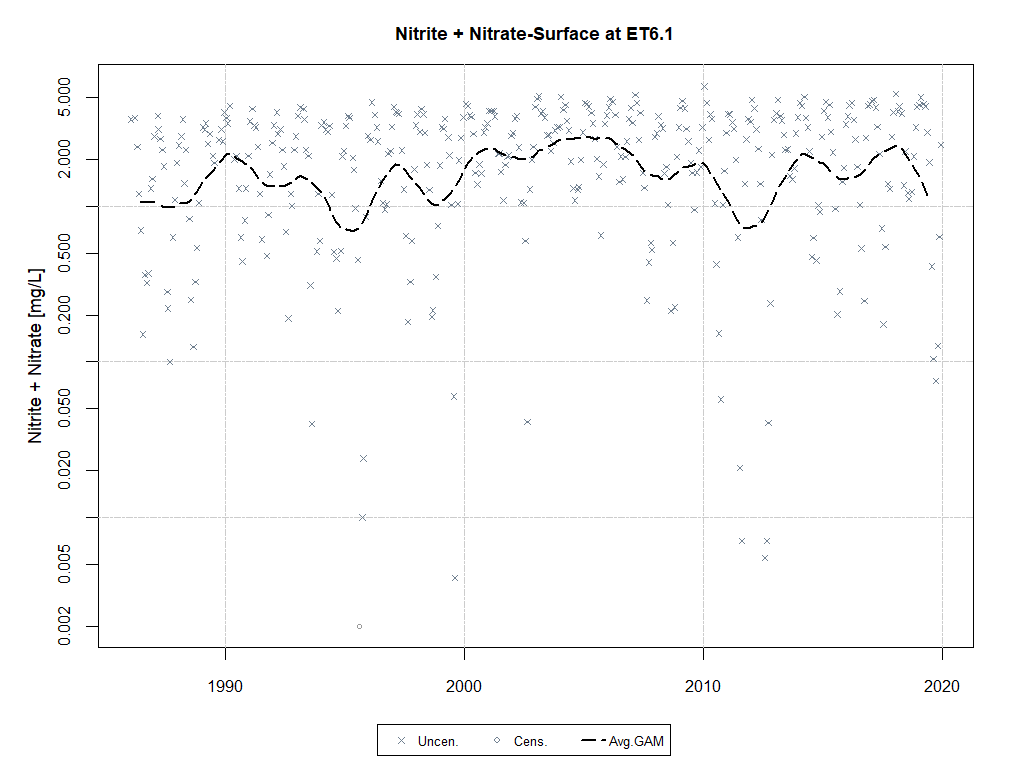 Nitrite + Nitrate-Surface at ET6.1
Nitrite + Nitrate [mg/L]
5.000
2.000
0.500
0.200
0.050
0.020
0.005
0.002
1990 2000 2010 2020
Uncen. Cens. Avg.GAM